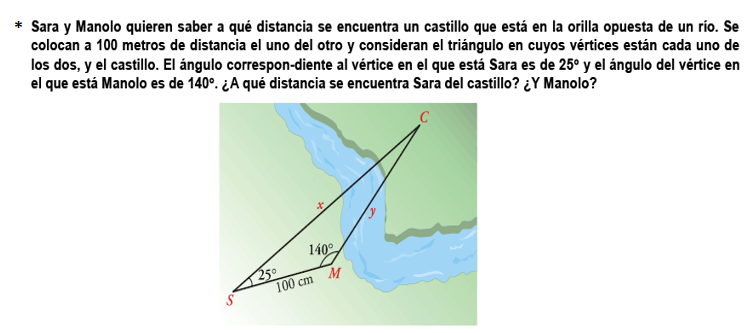 * Sara y Manolo quieren saber a qué distancia se encuentra un castillo que está en la orilla opuesta de un río. Se
colocan a 100 metros de distancia el uno del otro y consideran el triángulo en cuyos vértices están cada uno de
los dos, y el castillo. El ángulo correspon-diente al vértice en el que está Sara es de 25º y el ángulo del vértice en
el que está Manolo es de 140º. ¿A qué distancia se encuentra Sara del castillo? ¿Y Manolo?
C
x
y
140°
25°
M
100 cm
S